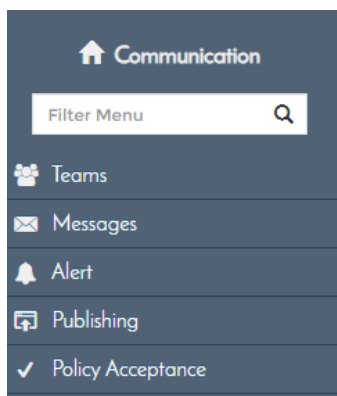 Communication
Filter Menu
Teams
Messages
Alert
Publishing
Policy Acceptance